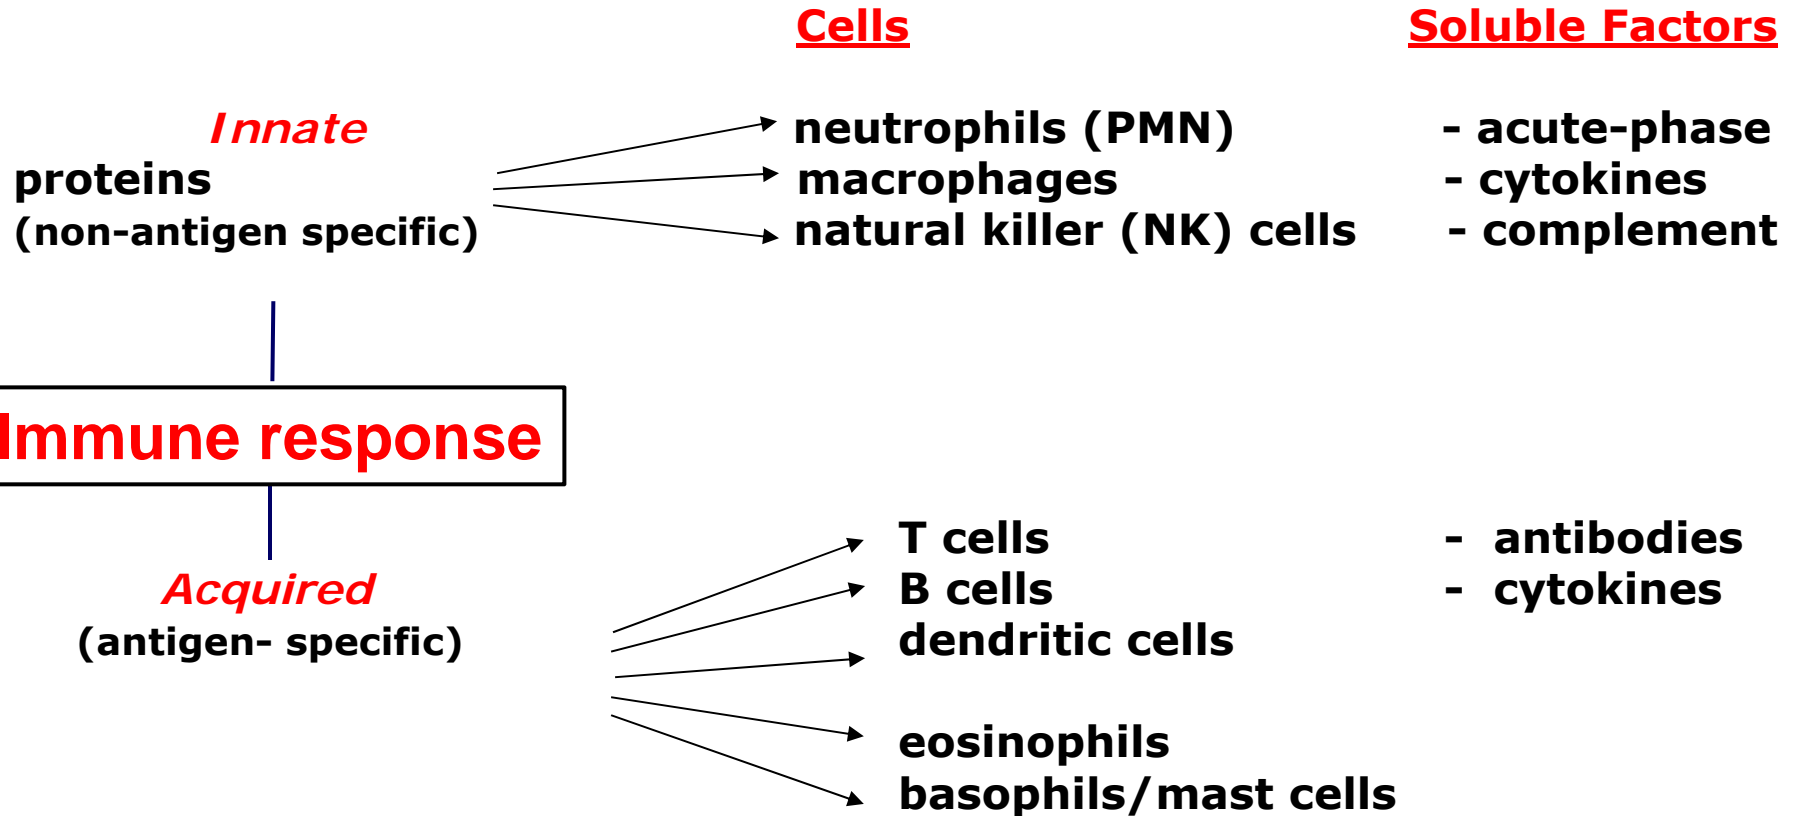 Cells Soluble Factors
Innate neutrophils (PMN) - acute-phase
proteins macrophages - cytokines
(non-antigen specific) natural killer (NK) cells - complement
Immune response
T cells - antibodies
Acquired B cells - cytokines
(antigen- specific) dendritic cells
eosinophils
basophils/mast cells